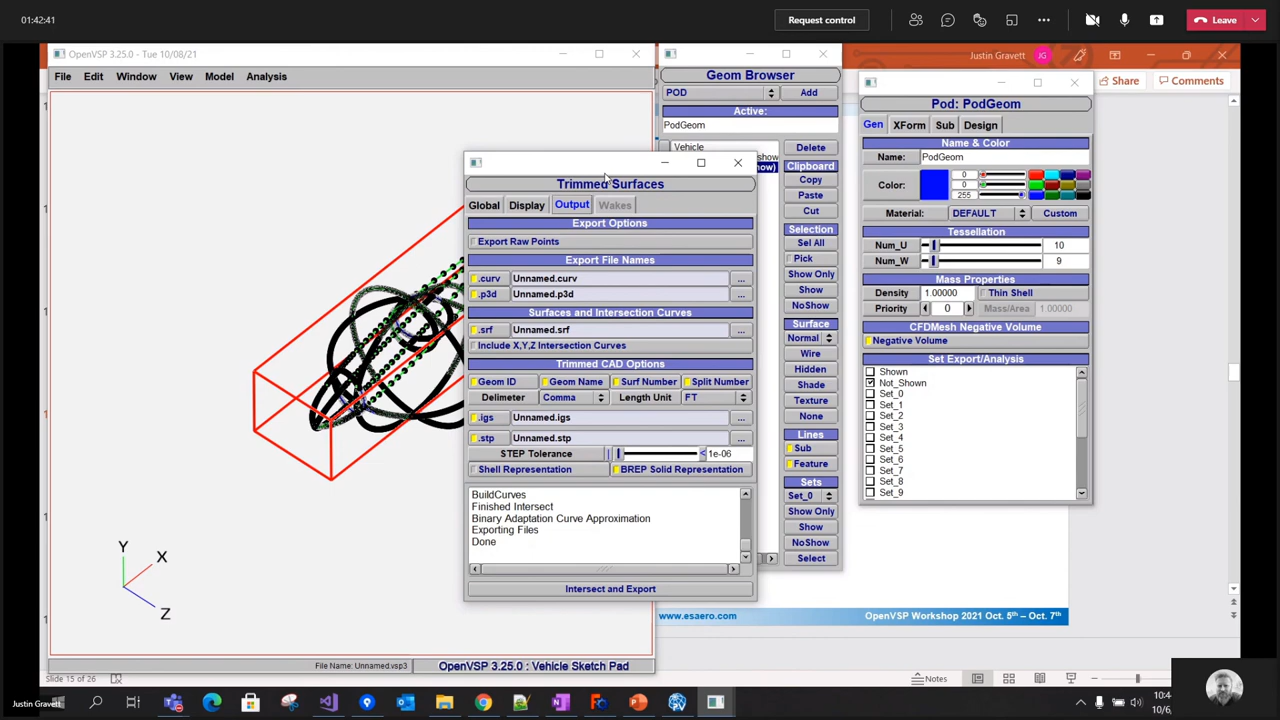 01:42:41
Request control
Leave
OpenVSP 3.25.0 - Tue 10/08/21
File Edit Window View Model Analysis
Justin Gravett JG
Share Comments
Geom Browser
POD Add
Active:
PodGeom
Vehicle
Delete
Clipboard
Copy
Paste
Cut
Selection
Sel All
Pick
Show Only
Show
NoShow
Surface
Normal
Wire
Hidden
Shade
Texture
None
Lines
Sub
Feature
Sets
Set_0
Show Only
Show
NoShow
Select
Pod: PodGeom
Gen XForm Sub Design
Name & Color
Name: PodGeom
Color: 0
0
255
Material: DEFAULT Custom
Tessellation
Num_U 10
Num_W 9
Mass Properties
Density 1.00000 Thin Shell
Priority 0 Mass/Area 1.00000
CFDMesh Negative Volume
Negative Volume
Set Export/Analysis
Shown
Not_Shown
Set_0
Set_1
Set_2
Set_3
Set_4
Set_5
Set_6
Set_7
Set_8
Set_9
Trimmed Surfaces
Global Display Output Wakes
Export Options
Export Raw Points
Export File Names
.curv Unnamed.curv ...
.p3d Unnamed.p3d ...
Surfaces and Intersection Curves
.srf Unnamed.srf ...
Include X,Y,Z Intersection Curves
Trimmed CAD Options
Geom ID Geom Name Surf Number Split Number
Delimeter Comma Length Unit FT
.igs Unnamed.igs ...
.stp Unnamed.stp ...
STEP Tolerance < 1e-06
Shell Representation BREP Solid Representation
BuildCurves
Finished Intersect
Binary Adaptation Curve Approximation
Exporting Files
Done
Intersect and Export
Y
X
Z
www.esaero.com OpenVSP Workshop 2021 Oct. 5th – Oct. 7th
File Name: Unnamed.vsp3 OpenVSP 3.25.0 : Vehicle Sketch Pad
Slide 15 of 26 Notes
Justin Gravett